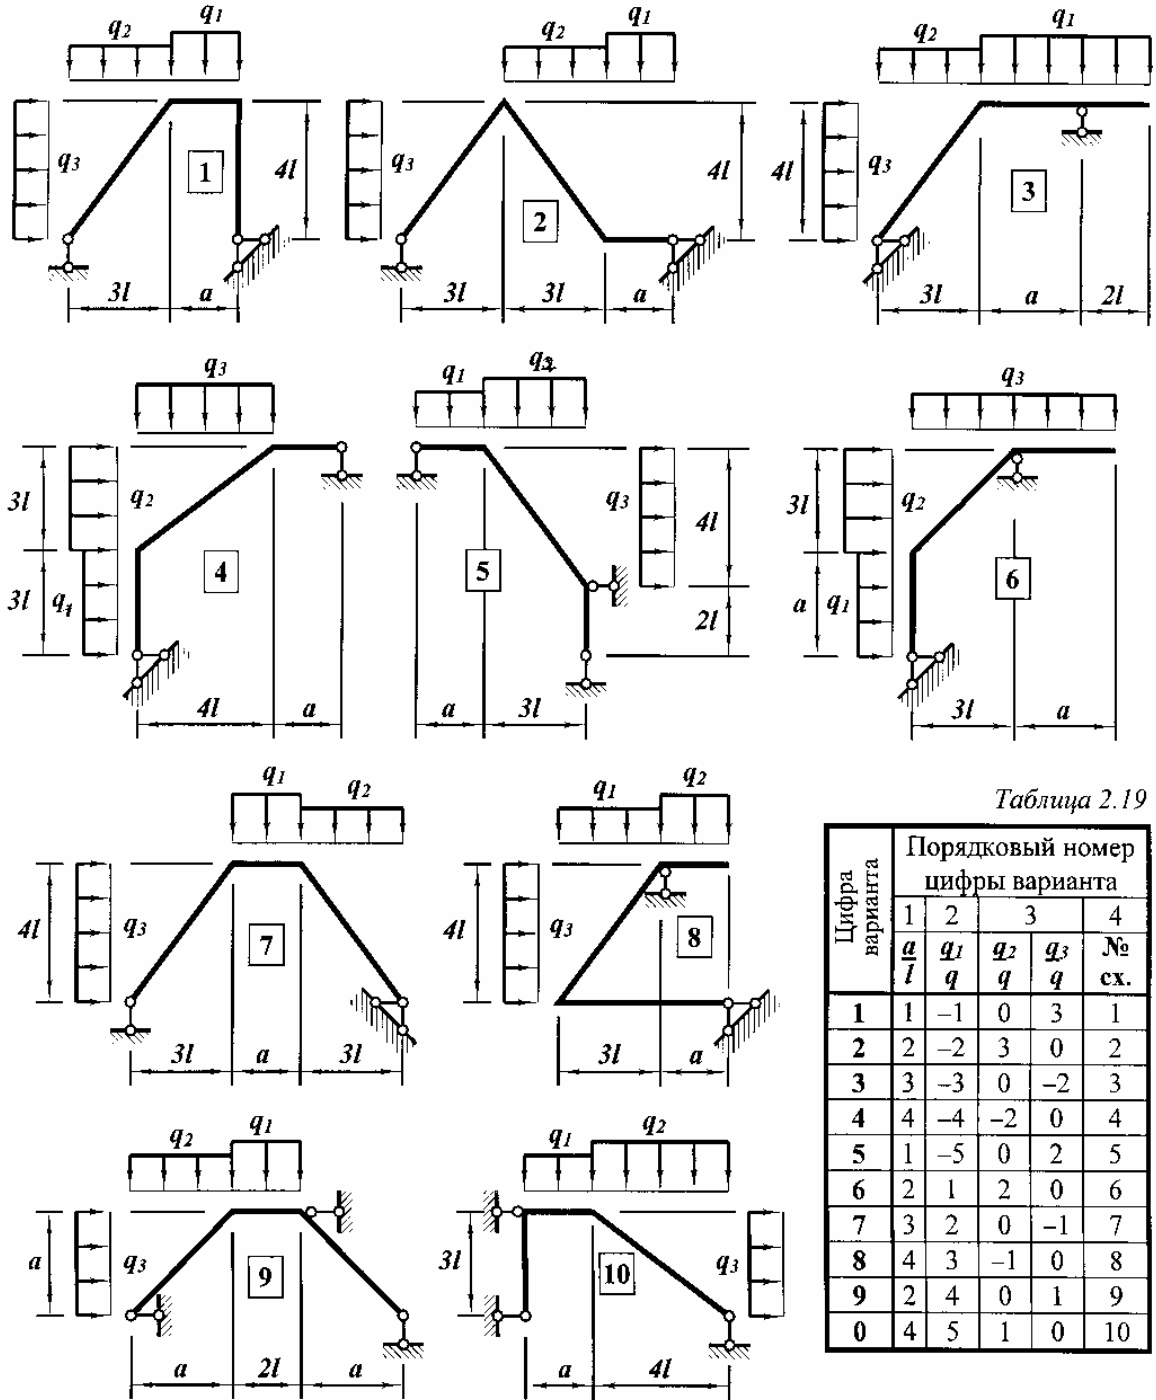 q2 q1
q3 1 4l
3l a
q2 q1
q3 2 4l
3l 3l a
q2 q1
4l q3 3
3l a 2l
q3
3l q2
4
3l q1
4l a
q1
q3 4l
5
2l
a 3l
q3
3l q2
6
a q1
3l a
q1 q2
4l q3 7
3l a 3l
q1 q2
4l q3 8
3l a
q2 q1
a q3 9
a 2l a
q1 q2
3l 10 q3
a 4l
Таблица 2.19
Цифра варианта
Порядковый номер
цифры варианта
1 2 3 4
a/l q1/q q2/q q3/q № сх.
1 1 –1 0 3 1
2 2 –2 3 0 2
3 3 –3 0 –2 3
4 4 –4 –2 0 4
5 1 –5 0 2 5
6 2 1 2 0 6
7 3 2 0 –1 7
8 4 3 –1 0 8
9 2 4 0 1 9
0 4 5 1 0 10